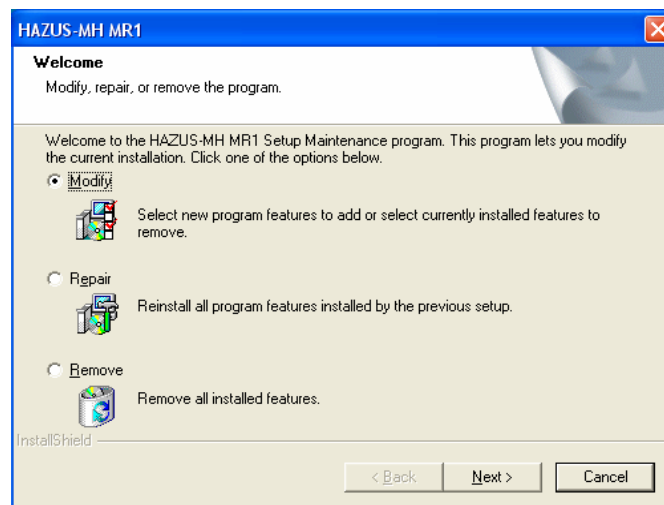 HAZUS-MH MR1
Welcome
Modify, repair, or remove the program.
Welcome to the HAZUS-MH MR1 Setup Maintenance program. This program lets you modify
the current installation. Click one of the options below.
Modify
Select new program features to add or select currently installed features to
remove.
Repair
Reinstall all program features installed by the previous setup.
Remove
Remove all installed features.
InstallShield
< Back
Next >
Cancel